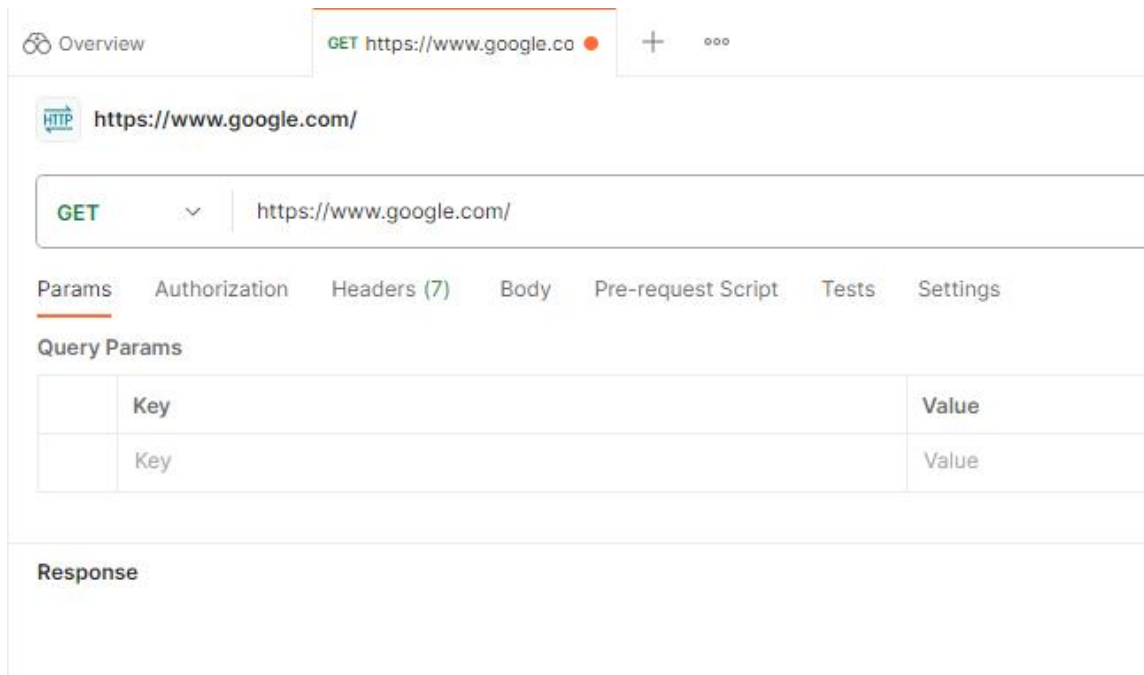 Overview
GET https://www.google.co
HTTP https://www.google.com/
GET https://www.google.com/
Params Authorization Headers (7) Body Pre-request Script Tests Settings
Query Params
Key Value
Key Value
Response